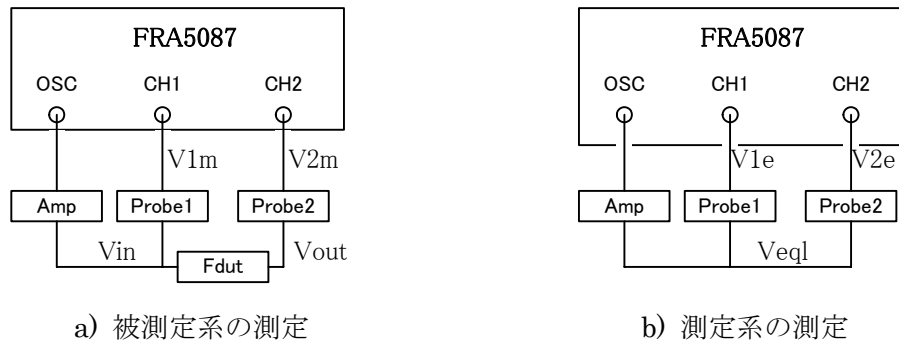 FRA5087 FRA5087
OSC CH1 CH2 OSC CH1 CH2
V1m V2m V1e V2e
Amp Probe1 Probe2 Amp Probe1 Probe2
Vin Vout Veql
Fdut
a) 被測定系の測定 b) 測定系の測定